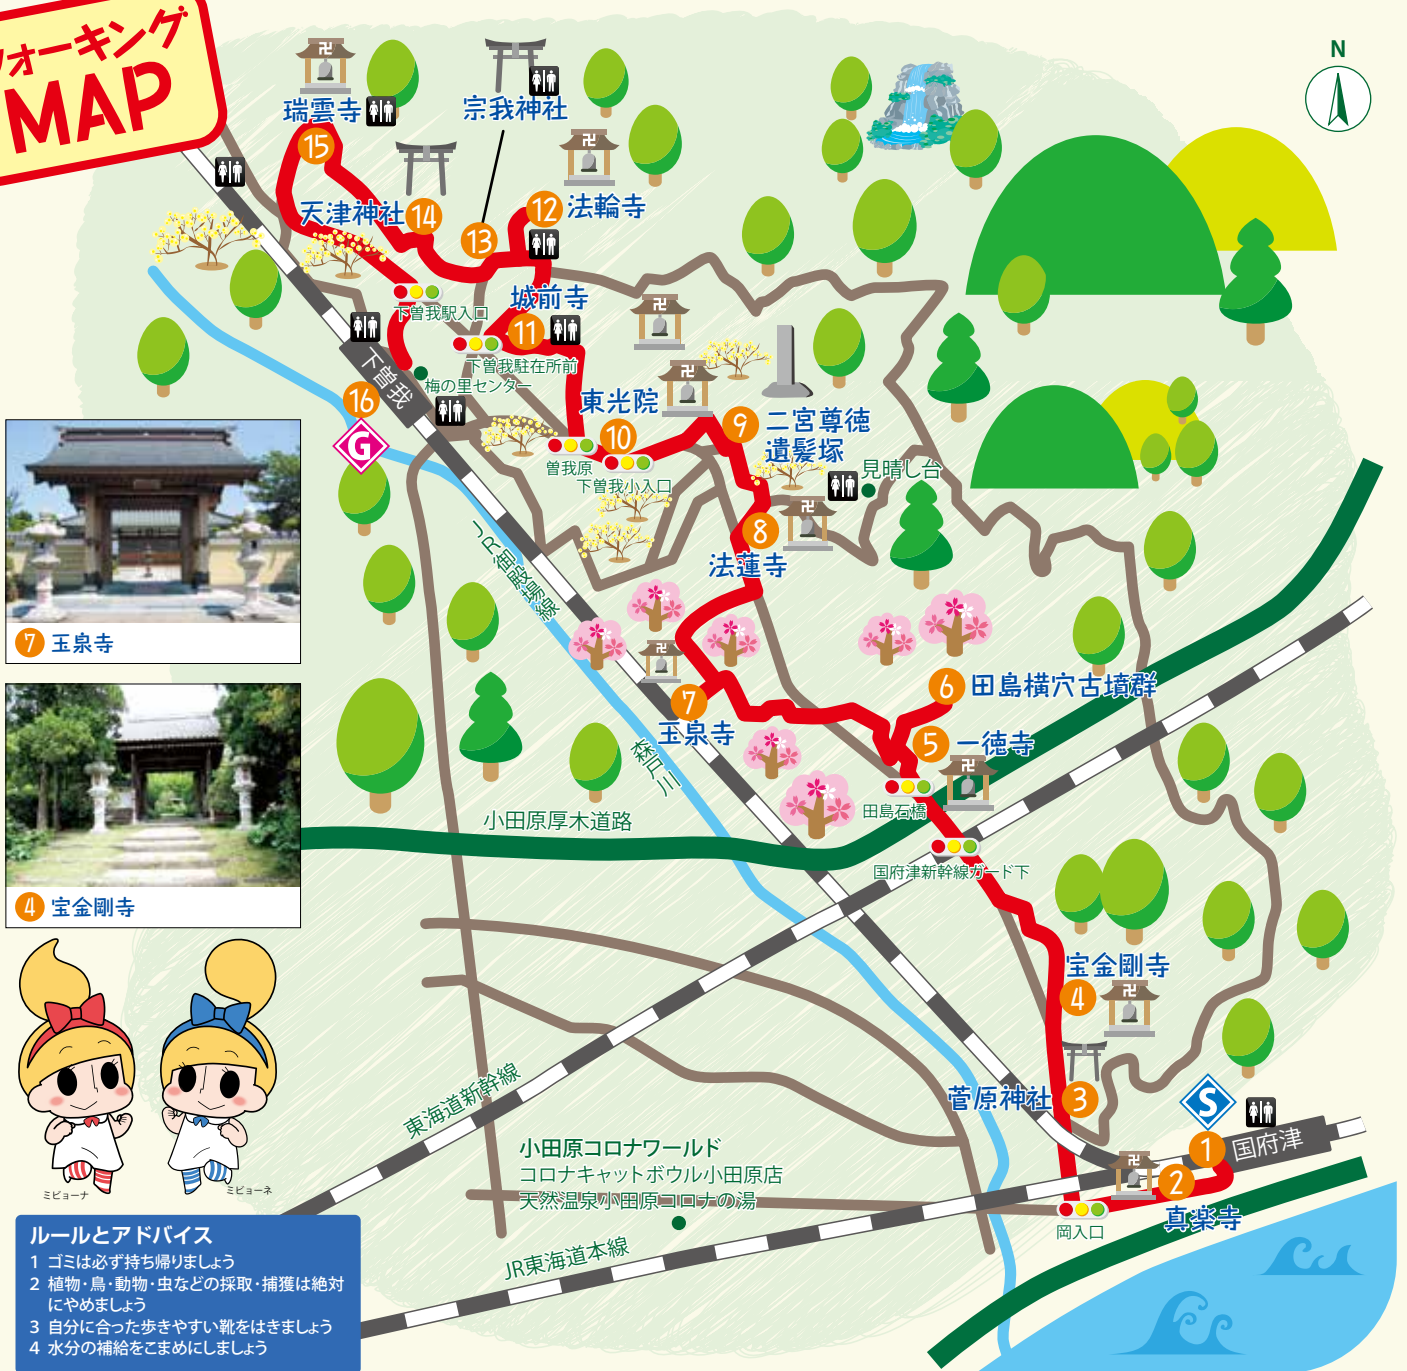 ウォーキング
MAP
N
瑞雲寺
15
宗我神社
天津神社
14
13
12
法輪寺
下曽我駅入口
城前寺
11
下曽我駐在所前
梅の里センター
下曽我
16
G
東光院
10
9
二宮尊徳
遺髪塚
曽我原
下曽我小入口
見晴し台
8
法蓮寺
JR御殿場線
7 玉泉寺
7
玉泉寺
森戸川
6
田島横穴古墳群
5
一徳寺
田島石橋
小田原厚木道路
国府津新幹線ガード下
4 宝金剛寺
宝金剛寺
4
菅原神社
3
S
1
国府津
2
真楽寺
岡入口
東海道新幹線
小田原コロナワールド
コロナキャットボウル小田原店
天然温泉小田原コロナの湯
JR東海道本線
ミビョーナ
ミビョーネ
ルールとアドバイス
1 ゴミは必ず持ち帰りましょう
2 植物・鳥・動物・虫などの採取・捕獲は絶対
にやめましょう
3 自分に合った歩きやすい靴をはきましょう
4 水分の補給をこまめにしましょう